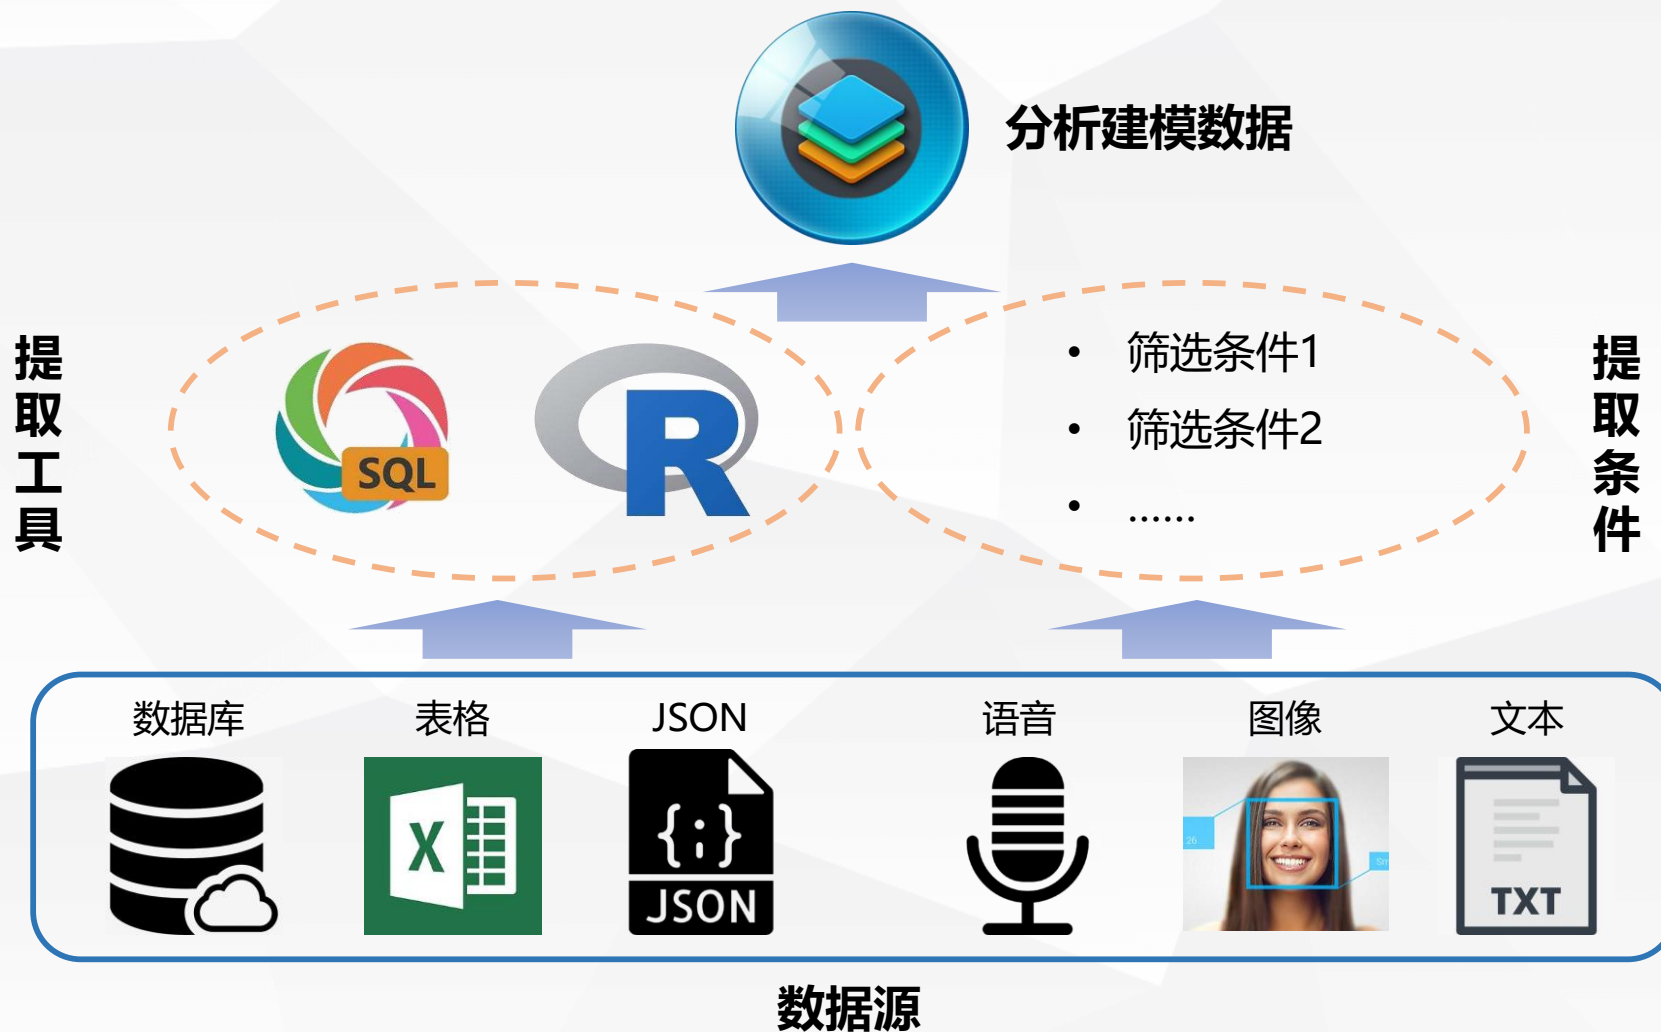 分析建模数据
提取工具
SQL
R
• 筛选条件1
• 筛选条件2
• ......
提取条件
数据库
表格
JSON
语音
图像
文本
X
{;}
JSON
26
Sm
TXT
数据源